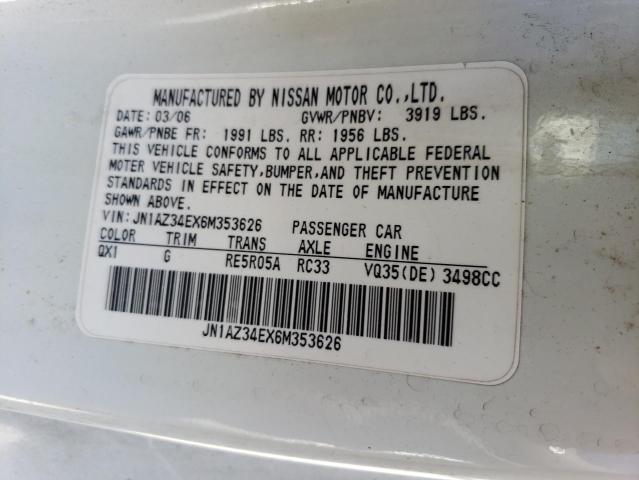 MANUFACTURED BY NISSAN MOTOR CO.,LTD.
DATE: 03/06 GVWR/PNBV: 3919 LBS.
GAWR/PNBE FR: 1991 LBS. RR: 1956 LBS.
THIS VEHICLE CONFORMS TO ALL APPLICABLE FEDERAL
MOTOR VEHICLE SAFETY,BUMPER,AND THEFT PREVENTION
STANDARDS IN EFFECT ON THE DATE OF MANUFACTURE
SHOWN ABOVE.
VIN: JN1AZ34EX6M353626 PASSENGER CAR
COLOR TRIM TRANS AXLE ENGINE
QX1 G RE5R05A RC33 VQ35(DE) 3498CC
JN1AZ34EX6M353626